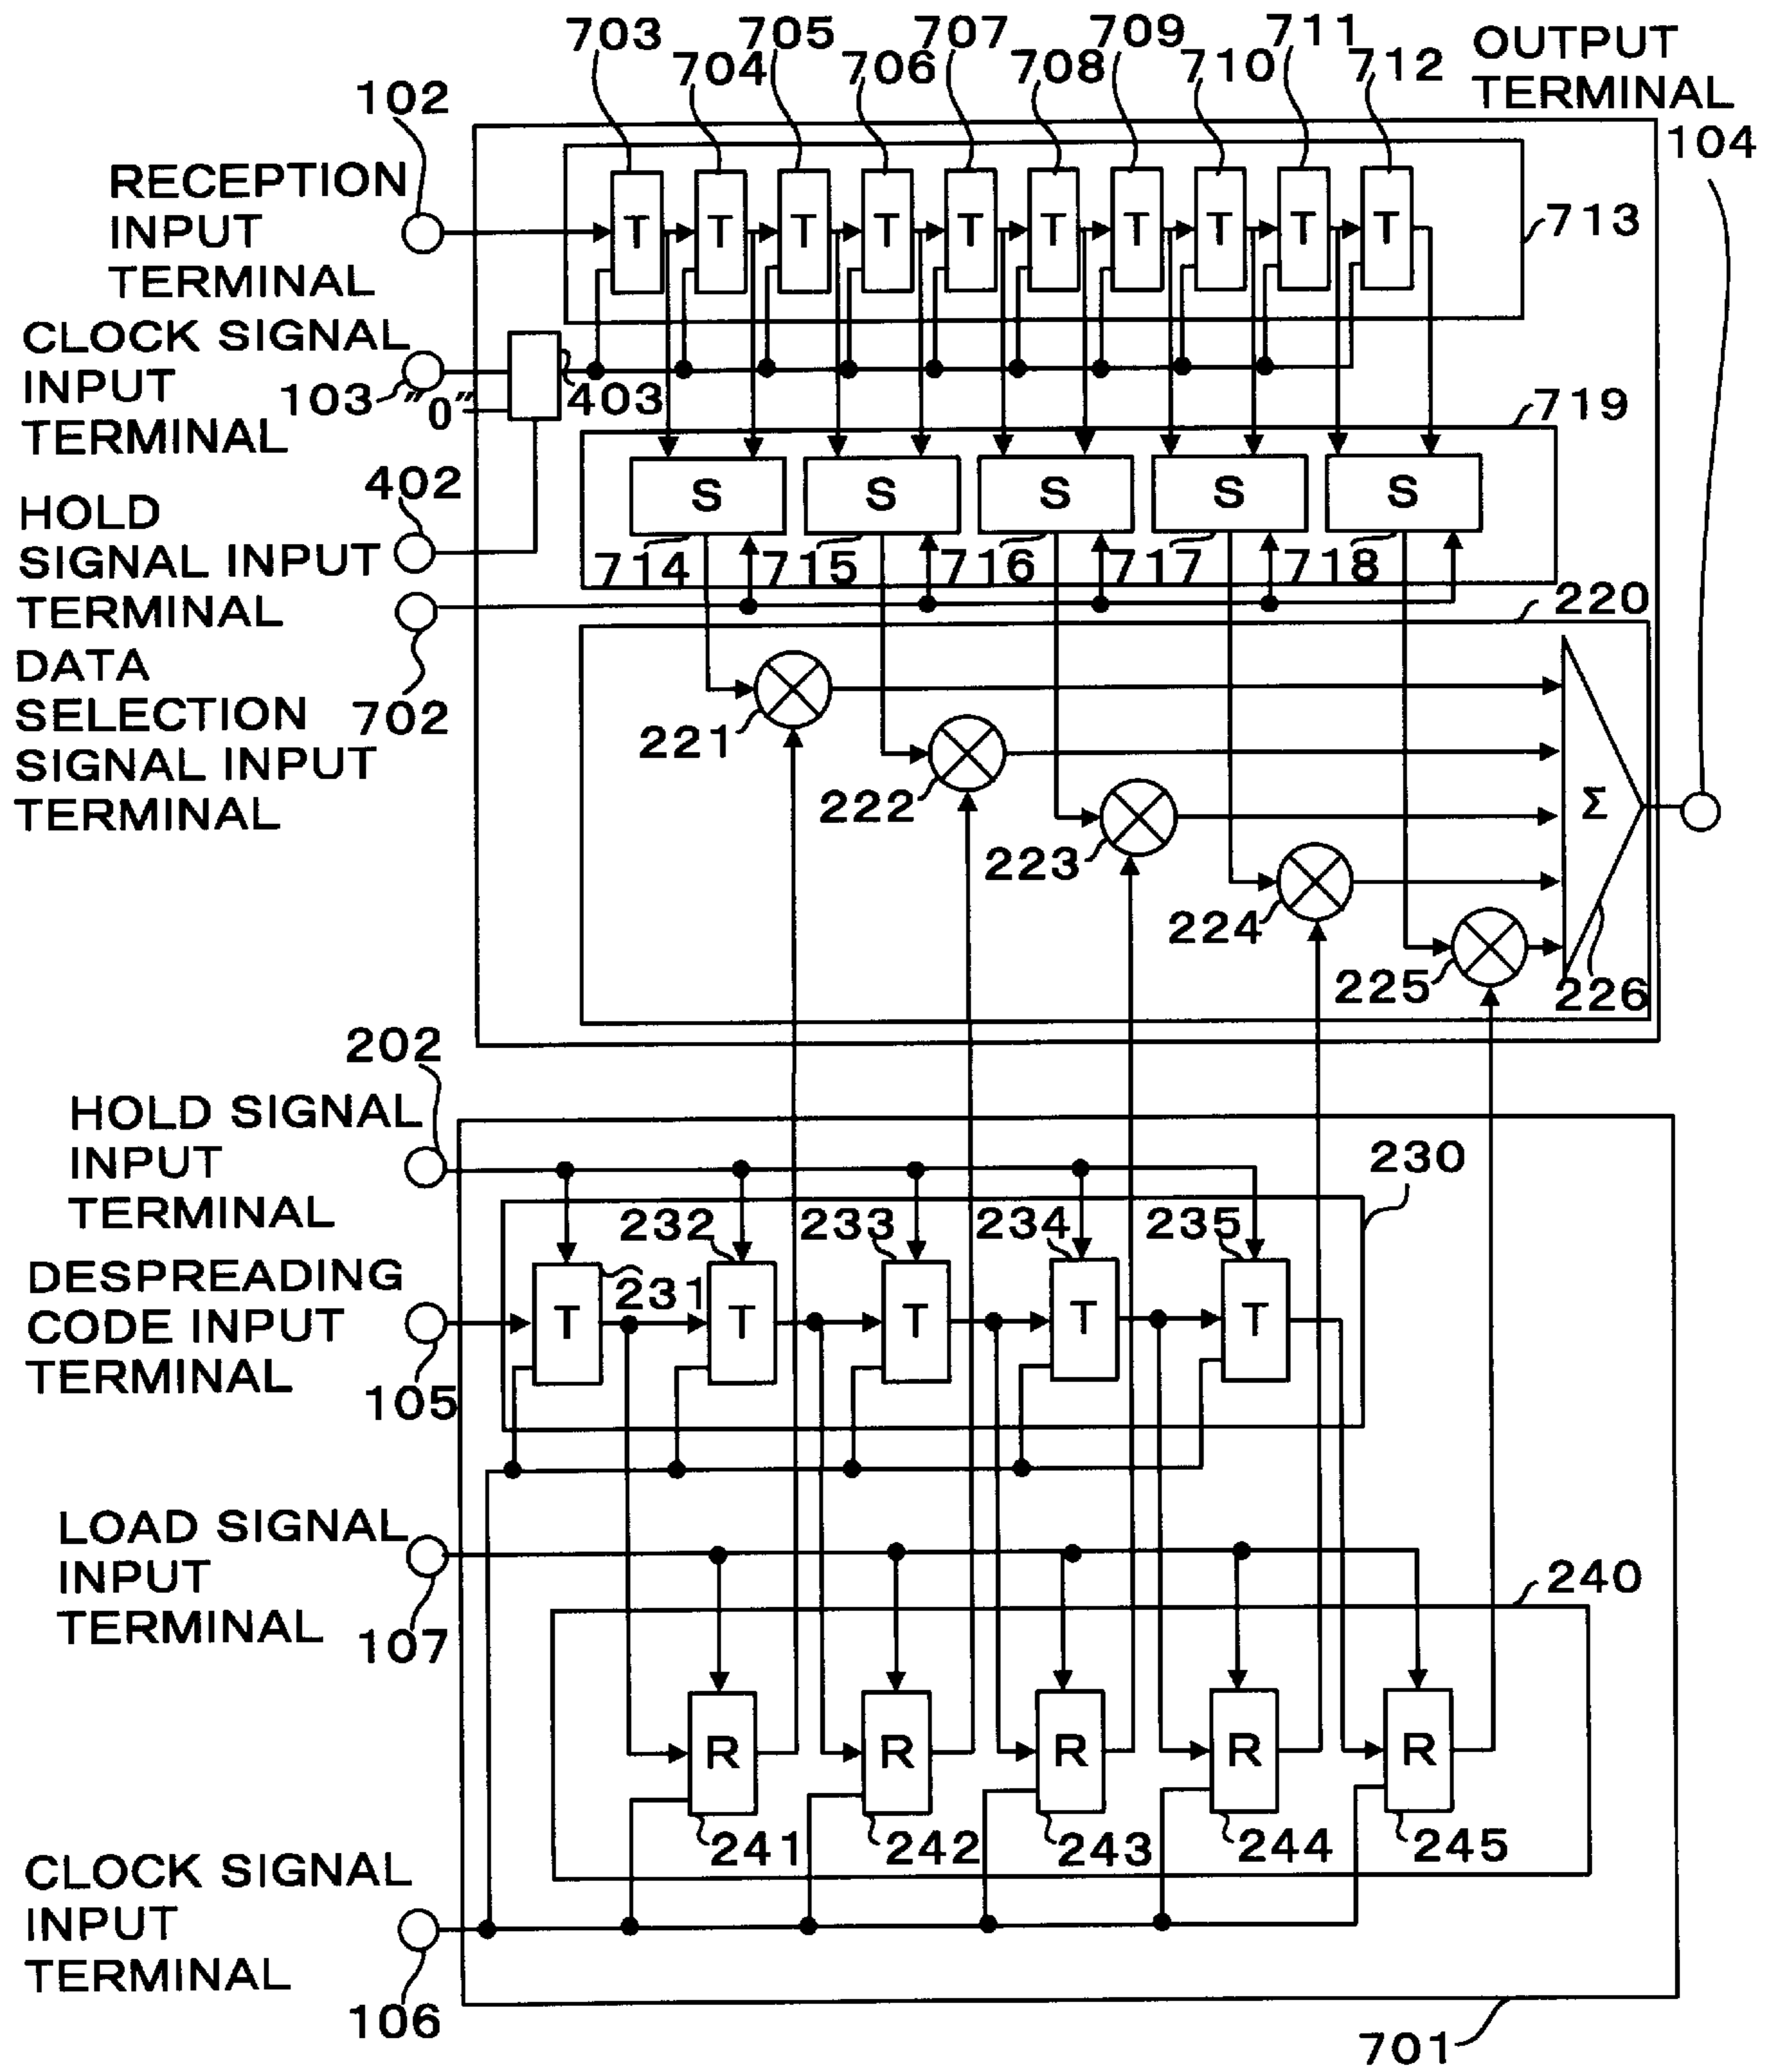 703
704
705
706
707
708
709
710
711
712
OUTPUT
TERMINAL
104
102
RECEPTION
INPUT
TERMINAL
T T T T T T T T T T
713
CLOCK SIGNAL
INPUT
TERMINAL
103
"0"
403
719
402
HOLD
SIGNAL INPUT
TERMINAL
S S S S S
714 715 716 717 718
220
DATA
SELECTION
SIGNAL INPUT
TERMINAL
702
221
222
223
224
225
Σ
226
202
HOLD SIGNAL
INPUT
TERMINAL
230
232 233 234 235
231
DESPREADING
CODE INPUT
TERMINAL
105
T T T T T
LOAD SIGNAL
INPUT
TERMINAL
107
240
R R R R R
241 242 243 244 245
CLOCK SIGNAL
INPUT
TERMINAL
106
701